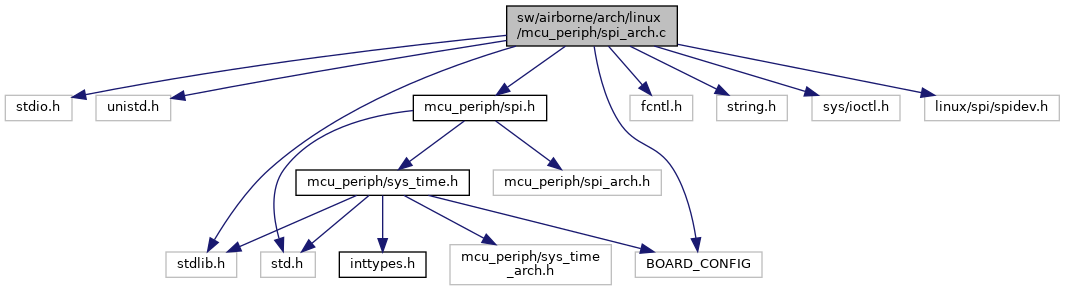 sw/airborne/arch/linux
/mcu_periph/spi_arch.c
stdio.h
unistd.h
mcu_periph/spi.h
fcntl.h
string.h
sys/ioctl.h
linux/spi/spidev.h
mcu_periph/sys_time.h
mcu_periph/spi_arch.h
stdlib.h
std.h
inttypes.h
mcu_periph/sys_time
_arch.h
BOARD_CONFIG